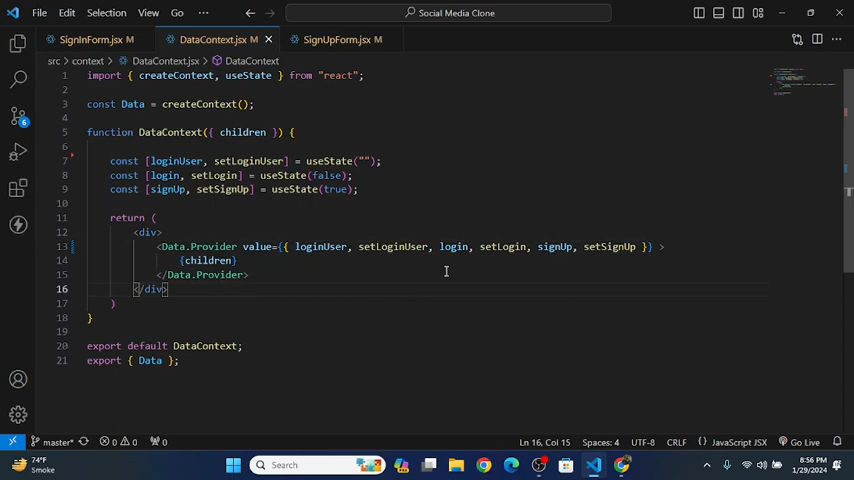 File Edit Selection View Go ··· Social Media Clone
SignInForm.jsx M DataContext.jsx M SignUpForm.jsx M
src > context > DataContext.jsx > DataContext
1 import { createContext, useState } from "react";
2
3 const Data = createContext();
4
5 function DataContext({ children }) {
6
7 const [loginUser, setLoginUser] = useState("");
8 const [login, setLogin] = useState(false);
9 const [signUp, setSignUp] = useState(true);
10
11 return (
12 <div>
13 <Data.Provider value={{ loginUser, setLoginUser, login, setLogin, signUp, setSignUp }} >
14 {children}
15 </Data.Provider>
16 </div>
17 )
18 }
19
20 export default DataContext;
21 export { Data };
6
master* 0 0 0 Ln 16, Col 15 Spaces: 4 UTF-8 CRLF { } JavaScript JSX Go Live
74°F
Smoke
Search
8:56 PM
1/29/2024